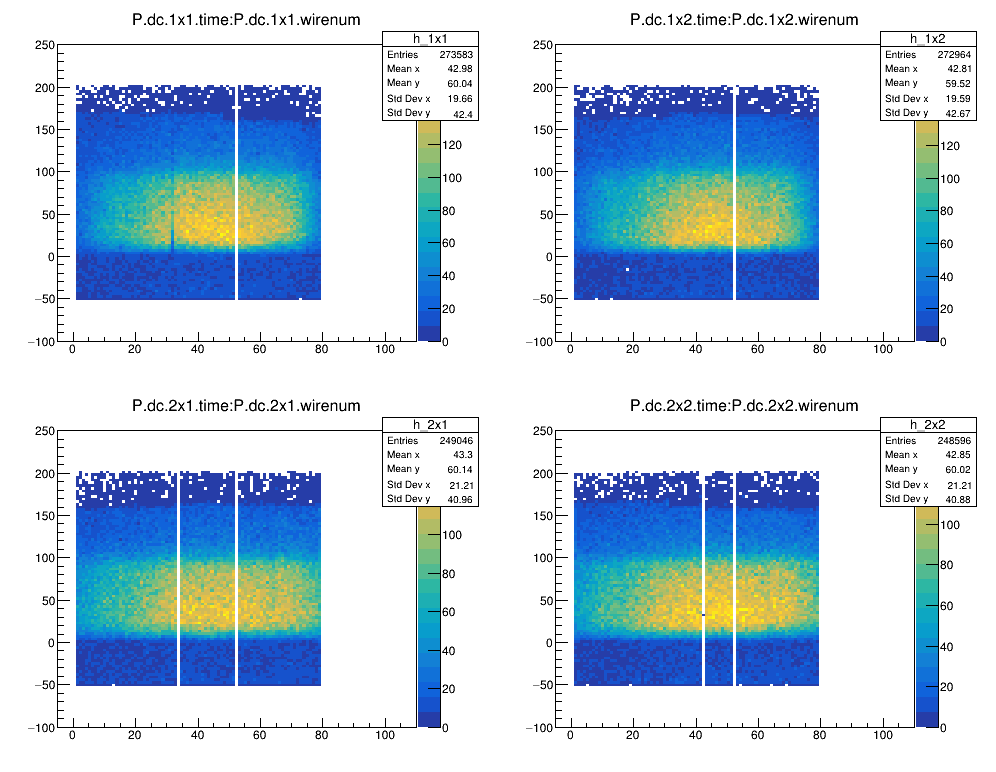 P.dc.1x1.time:P.dc.1x1.wirenum
h_1x1
Entries 273583
Mean x 42.98
Mean y 60.04
Std Dev x 19.66
Std Dev y 42.4
250
200
150
100
50
0
−50
−100
0 20 40 60 80 100
120
100
80
60
40
20
0
P.dc.1x2.time:P.dc.1x2.wirenum
h_1x2
Entries 272964
Mean x 42.81
Mean y 59.52
Std Dev x 19.59
Std Dev y 42.67
250
200
150
100
50
0
−50
−100
0 20 40 60 80 100
120
100
80
60
40
20
0
P.dc.2x1.time:P.dc.2x1.wirenum
h_2x1
Entries 249046
Mean x 43.3
Mean y 60.14
Std Dev x 21.21
Std Dev y 40.96
250
200
150
100
50
0
−50
−100
0 20 40 60 80 100
100
80
60
40
20
0
P.dc.2x2.time:P.dc.2x2.wirenum
h_2x2
Entries 248596
Mean x 42.85
Mean y 60.02
Std Dev x 21.21
Std Dev y 40.88
250
200
150
100
50
0
−50
−100
0 20 40 60 80 100
100
80
60
40
20
0